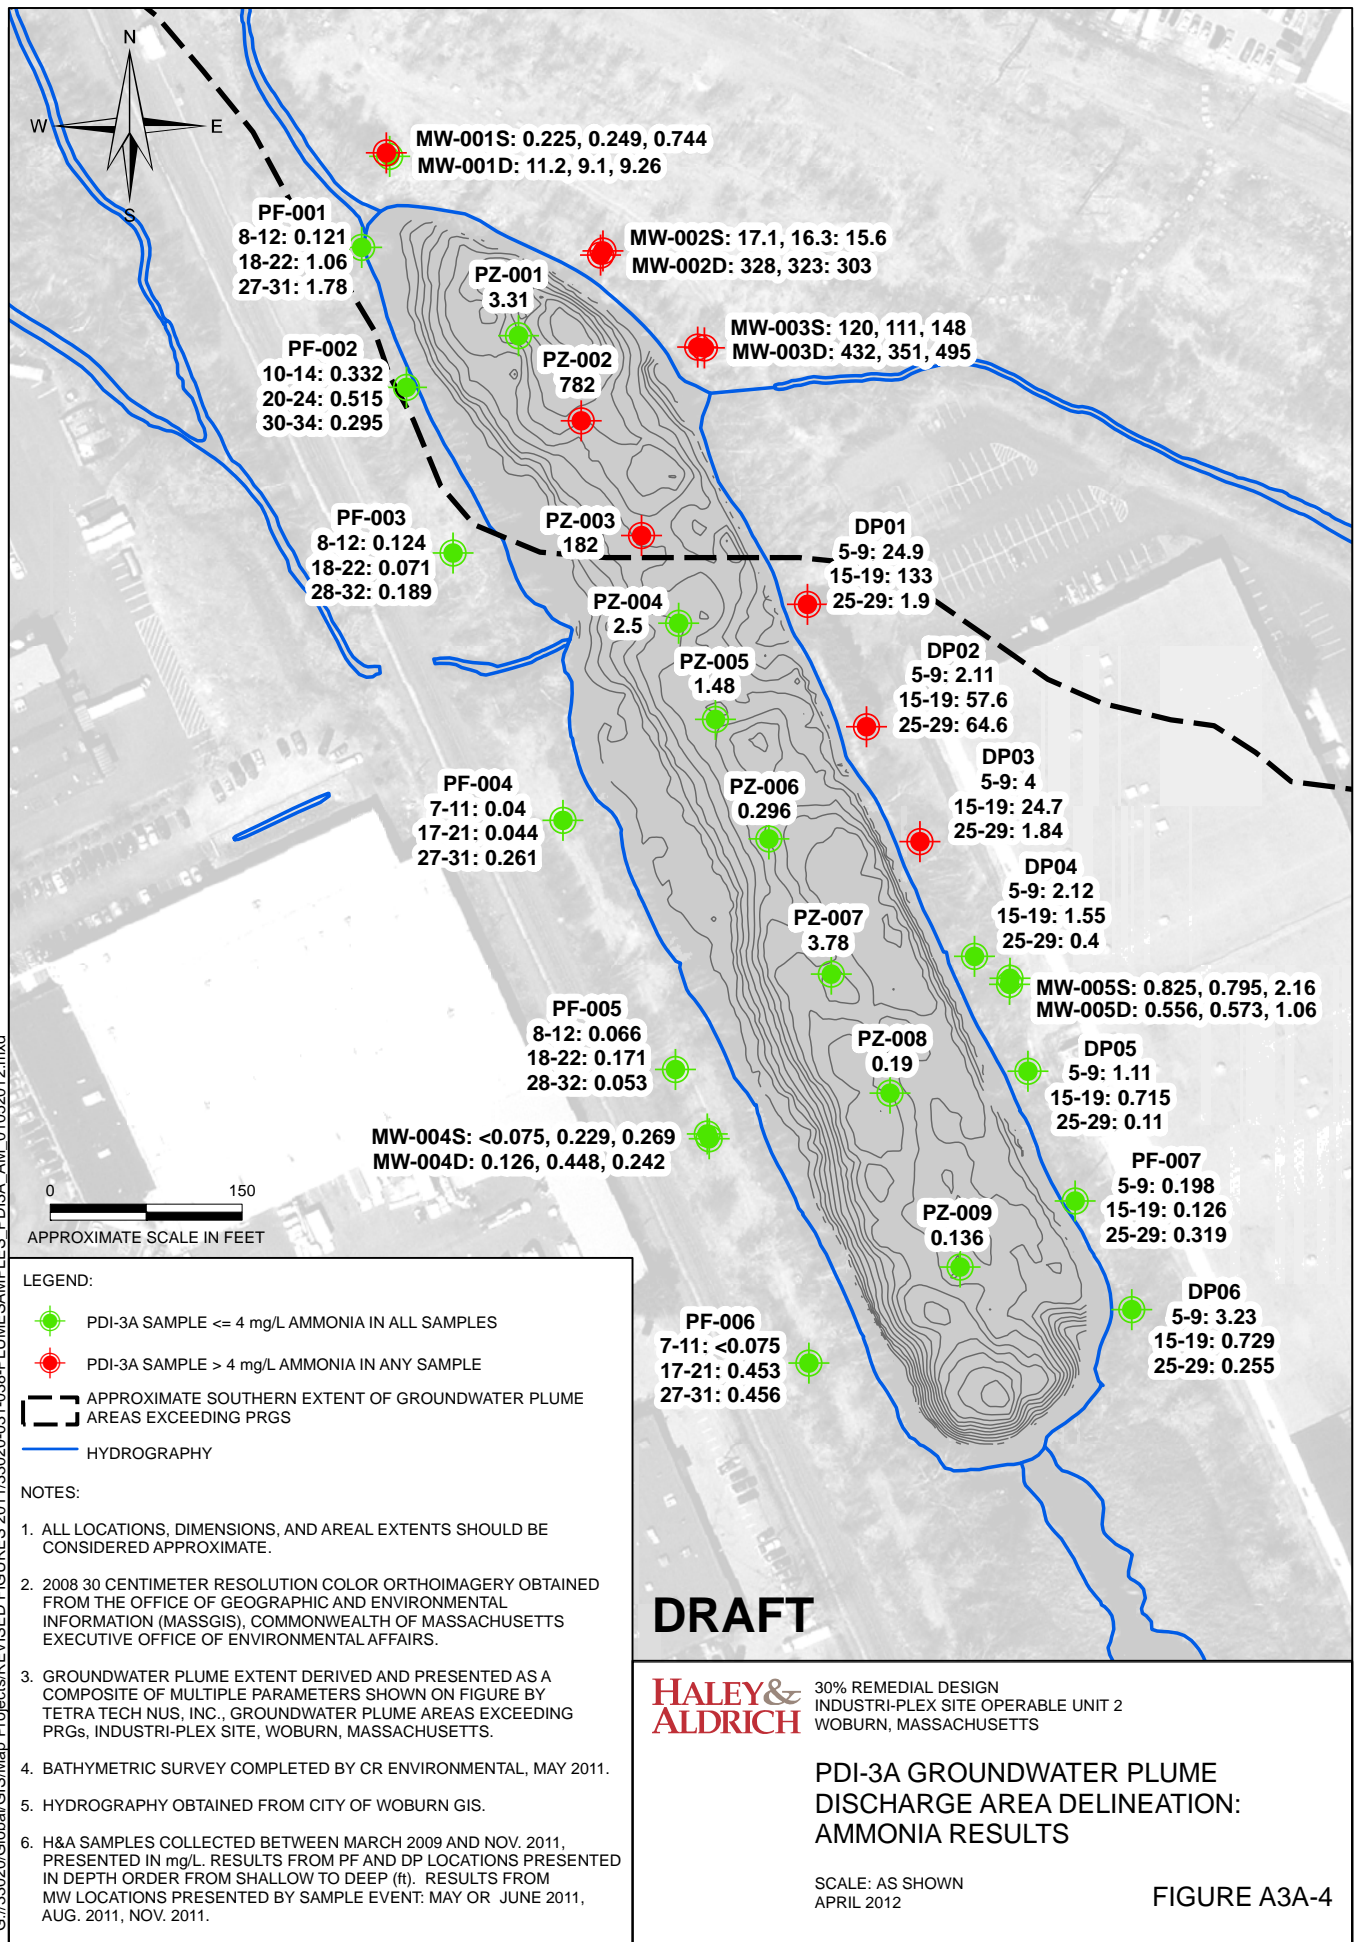 N
W
E
S
MW-001S: 0.225, 0.249, 0.744
MW-001D: 11.2, 9.1, 9.26
PF-001
8-12: 0.121
18-22: 1.06
27-31: 1.78
MW-002S: 17.1, 16.3: 15.6
MW-002D: 328, 323: 303
PZ-001
3.31
MW-003S: 120, 111, 148
MW-003D: 432, 351, 495
PF-002
10-14: 0.332
20-24: 0.515
30-34: 0.295
PZ-002
782
PF-003
8-12: 0.124
18-22: 0.071
28-32: 0.189
PZ-003
182
DP01
5-9: 24.9
15-19: 133
25-29: 1.9
PZ-004
2.5
PZ-005
1.48
DP02
5-9: 2.11
15-19: 57.6
25-29: 64.6
DP03
5-9: 4
15-19: 24.7
25-29: 1.84
PF-004
7-11: 0.04
17-21: 0.044
27-31: 0.261
PZ-006
0.296
DP04
5-9: 2.12
15-19: 1.55
25-29: 0.4
PZ-007
3.78
MW-005S: 0.825, 0.795, 2.16
MW-005D: 0.556, 0.573, 1.06
PF-005
8-12: 0.066
18-22: 0.171
28-32: 0.053
PZ-008
0.19
DP05
5-9: 1.11
15-19: 0.715
25-29: 0.11
MW-004S: <0.075, 0.229, 0.269
MW-004D: 0.126, 0.448, 0.242
PF-007
5-9: 0.198
15-19: 0.126
25-29: 0.319
PZ-009
0.136
DP06
5-9: 3.23
15-19: 0.729
25-29: 0.255
PF-006
7-11: <0.075
17-21: 0.453
27-31: 0.456
0 150
APPROXIMATE SCALE IN FEET
LEGEND:
PDI-3A SAMPLE <= 4 mg/L AMMONIA IN ALL SAMPLES
PDI-3A SAMPLE > 4 mg/L AMMONIA IN ANY SAMPLE
APPROXIMATE SOUTHERN EXTENT OF GROUNDWATER PLUME
AREAS EXCEEDING PRGS
HYDROGRAPHY
NOTES:
1. ALL LOCATIONS, DIMENSIONS, AND AREAL EXTENTS SHOULD BE
CONSIDERED APPROXIMATE.
2. 2008 30 CENTIMETER RESOLUTION COLOR ORTHOIMAGERY OBTAINED
FROM THE OFFICE OF GEOGRAPHIC AND ENVIRONMENTAL
INFORMATION (MASSGIS), COMMONWEALTH OF MASSACHUSETTS
EXECUTIVE OFFICE OF ENVIRONMENTAL AFFAIRS.
3. GROUNDWATER PLUME EXTENT DERIVED AND PRESENTED AS A
COMPOSITE OF MULTIPLE PARAMETERS SHOWN ON FIGURE BY
TETRA TECH NUS, INC., GROUNDWATER PLUME AREAS EXCEEDING
PRGs, INDUSTRI-PLEX SITE, WOBURN, MASSACHUSETTS.
4. BATHYMETRIC SURVEY COMPLETED BY CR ENVIRONMENTAL, MAY 2011.
5. HYDROGRAPHY OBTAINED FROM CITY OF WOBURN GIS.
6. H&A SAMPLES COLLECTED BETWEEN MARCH 2009 AND NOV. 2011,
PRESENTED IN mg/L. RESULTS FROM PF AND DP LOCATIONS PRESENTED
IN DEPTH ORDER FROM SHALLOW TO DEEP (ft). RESULTS FROM
MW LOCATIONS PRESENTED BY SAMPLE EVENT: MAY OR JUNE 2011,
AUG. 2011, NOV. 2011.
DRAFT
HALEY&
ALDRICH
30% REMEDIAL DESIGN
INDUSTRI-PLEX SITE OPERABLE UNIT 2
WOBURN, MASSACHUSETTS
PDI-3A GROUNDWATER PLUME
DISCHARGE AREA DELINEATION:
AMMONIA RESULTS
SCALE: AS SHOWN
APRIL 2012
FIGURE A3A-4